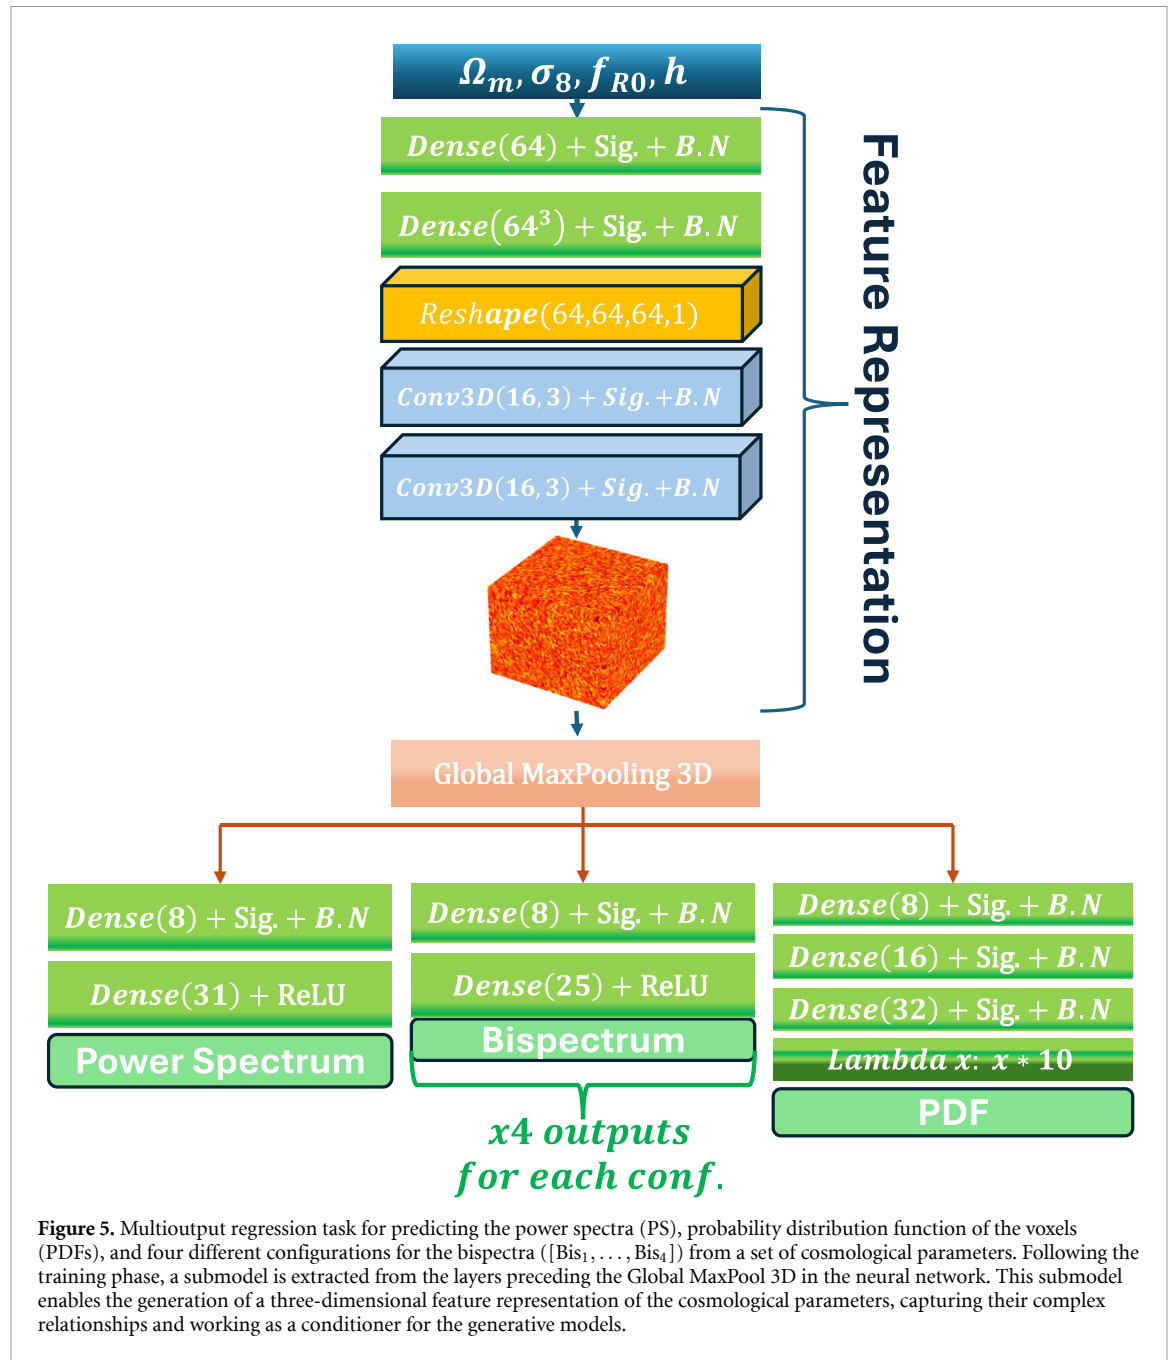 Ω_m, σ_8, f_{R0}, h
Dense(64) + Sig. + B.N
Dense(64³) + Sig. + B.N
Reshape(64,64,64,1)
Conv3D(16,3) + Sig.+B.N
Conv3D(16,3) + Sig.+B.N
Feature Representation
Global MaxPooling 3D
Dense(8) + Sig. + B.N
Dense(31) + ReLU
Power Spectrum
Dense(8) + Sig. + B.N
Dense(25) + ReLU
Bispectrum
x4 outputs
for each conf.
Dense(8) + Sig. + B.N
Dense(16) + Sig. + B.N
Dense(32) + Sig. + B.N
Lambda x: x * 10
PDF
Figure 5. Multioutput regression task for predicting the power spectra (PS), probability distribution function of the voxels
(PDFs), and four different configurations for the bispectra ([Bis₁, . . . , Bis₄]) from a set of cosmological parameters. Following the
training phase, a submodel is extracted from the layers preceding the Global MaxPool 3D in the neural network. This submodel
enables the generation of a three-dimensional feature representation of the cosmological parameters, capturing their complex
relationships and working as a conditioner for the generative models.